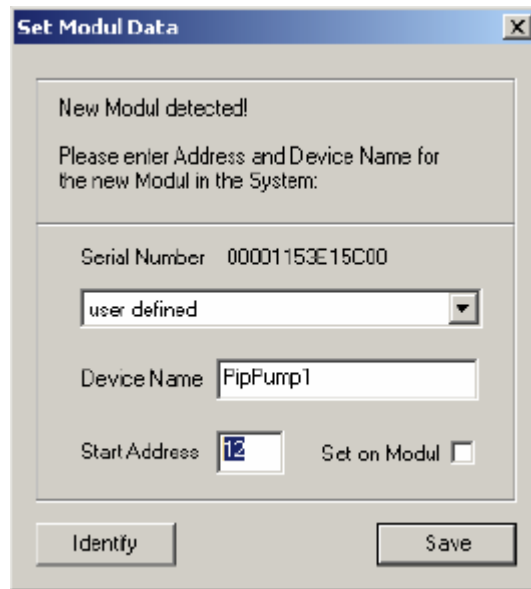 Set Modul Data
New Modul detected!
Please enter Address and Device Name for
the new Modul in the System:
Serial Number 00001153E15C00
user defined
Device Name PipPump1
Start Address 12 Set on Modul
Identify Save